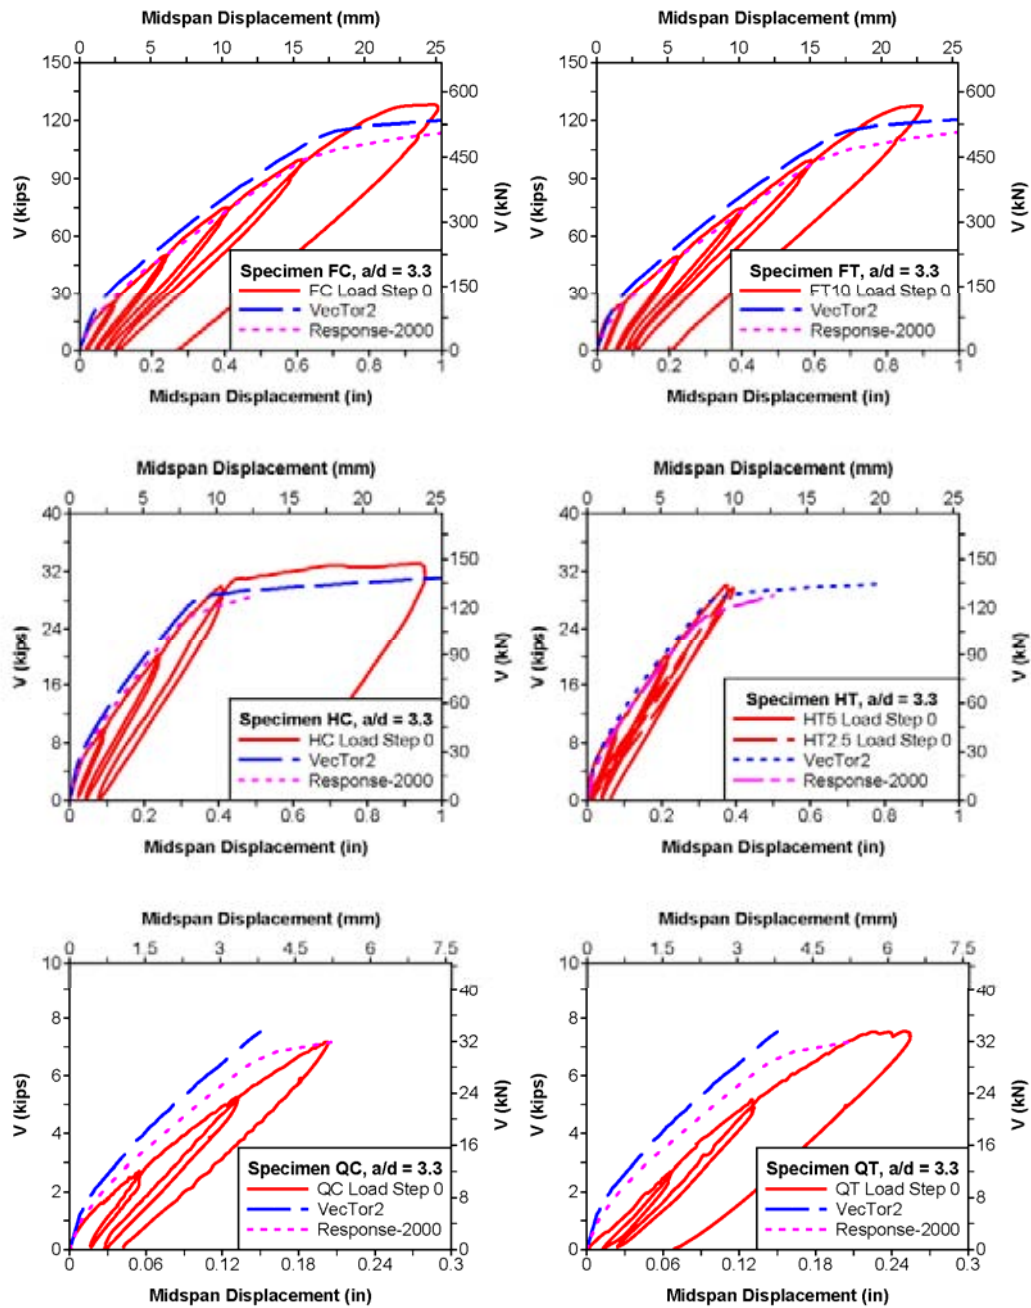 Midspan Displacement (mm)
0 5 10 15 20 25
150
120
90
60
30
0
V (kips)
600
450
300
150
0
V (kN)
Specimen FC, a/d = 3.3
FC Load Step 0
VecTor2
Response-2000
0 0.2 0.4 0.6 0.8 1
Midspan Displacement (in)
Midspan Displacement (mm)
0 5 10 15 20 25
150
120
90
60
30
0
V (kips)
600
450
300
150
0
V (kN)
Specimen FT, a/d = 3.3
FT10 Load Step 0
VecTor2
Response-2000
0 0.2 0.4 0.6 0.8 1
Midspan Displacement (in)
Midspan Displacement (mm)
0 5 10 15 20 25
40
32
24
16
8
0
V (kips)
150
120
90
60
30
0
V (kN)
Specimen HC, a/d = 3.3
HC Load Step 0
VecTor2
Response-2000
0 0.2 0.4 0.6 0.8 1
Midspan Displacement (in)
Midspan Displacement (mm)
0 5 10 15 20 25
40
32
24
16
8
0
V (kips)
150
120
90
60
30
0
V (kN)
Specimen HT, a/d = 3.3
HT5 Load Step 0
HT2.5 Load Step 0
VecTor2
Response-2000
0 0.2 0.4 0.6 0.8 1
Midspan Displacement (in)
Midspan Displacement (mm)
0 1.5 3 4.5 6 7.5
10
8
6
4
2
0
V (kips)
40
32
24
16
8
0
V (kN)
Specimen QC, a/d = 3.3
QC Load Step 0
VecTor2
Response-2000
0 0.06 0.12 0.18 0.24 0.3
Midspan Displacement (in)
Midspan Displacement (mm)
0 1.5 3 4.5 6 7.5
10
8
6
4
2
0
V (kips)
40
32
24
16
8
0
V (kN)
Specimen QT, a/d = 3.3
QT Load Step 0
VecTor2
Response-2000
0 0.06 0.12 0.18 0.24 0.3
Midspan Displacement (in)